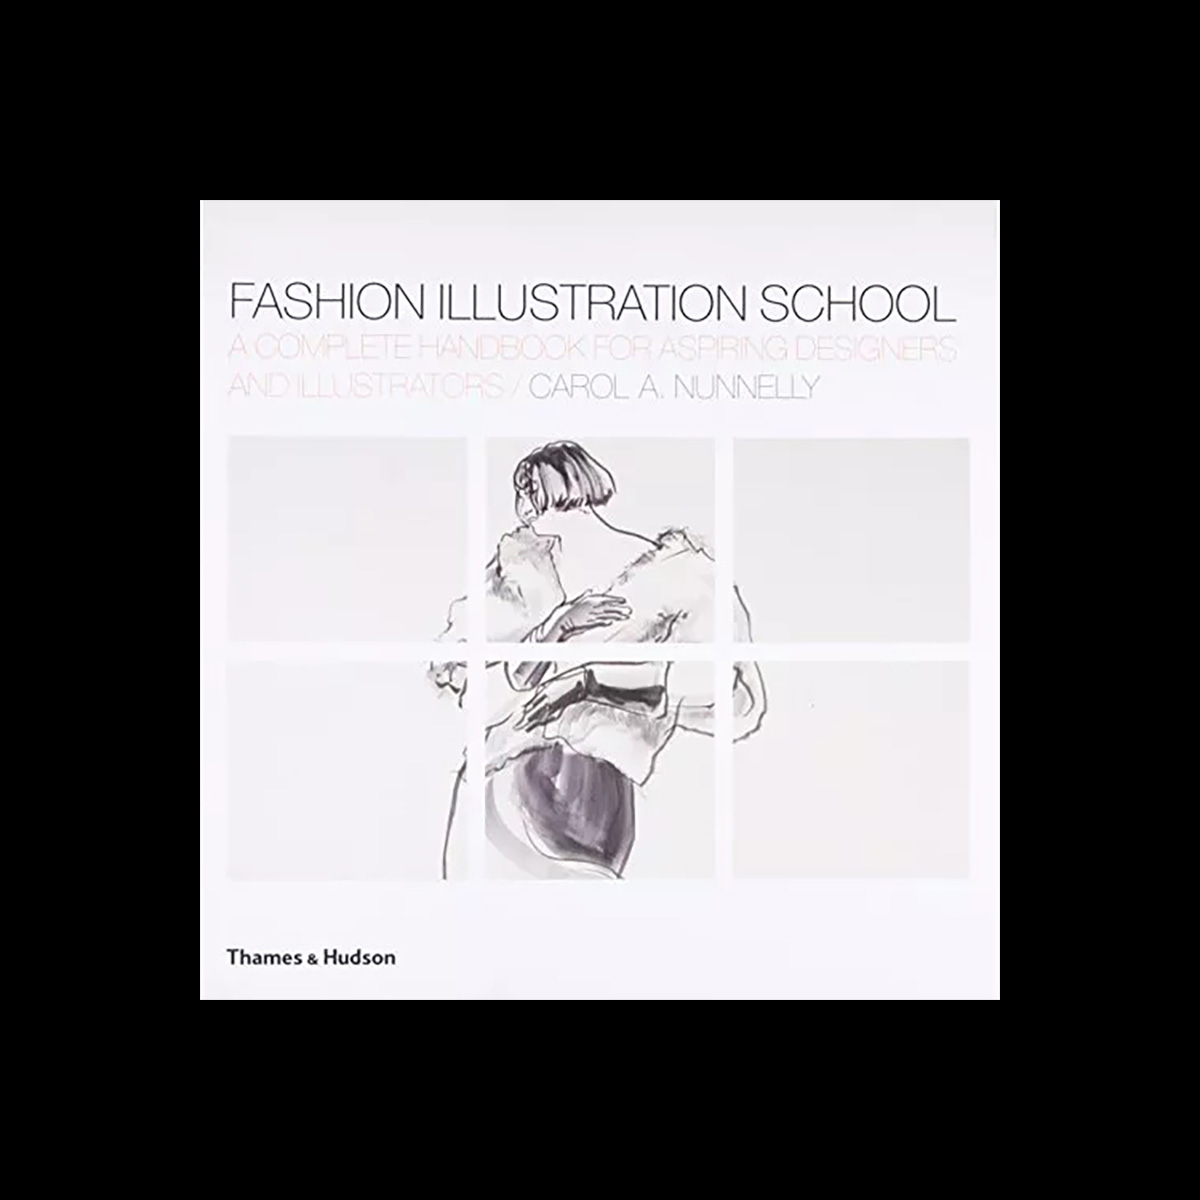 FASHION ILLUSTRATION SCHOOL
A COMPLETE HANDBOOK FOR ASPIRING DESIGNERS
AND ILLUSTRATORS / CAROL A. NUNNELLY
Thames & Hudson